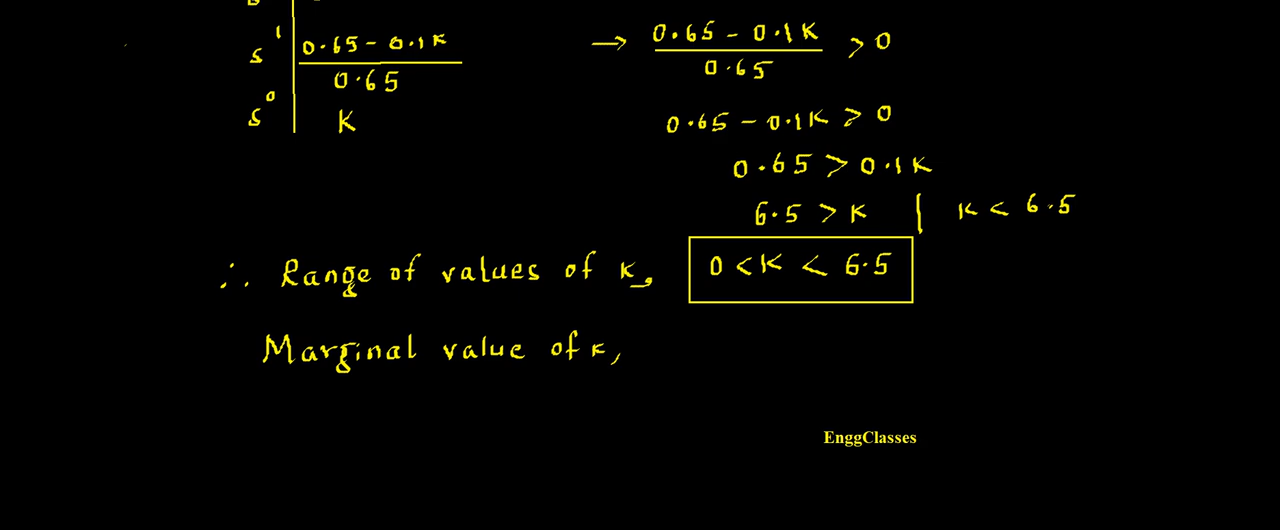 s¹ | (0.65 - 0.1K)/0.65 → (0.65 - 0.1K)/0.65 > 0
s⁰ | K
0.65 - 0.1K > 0
0.65 > 0.1K
6.5 > K | K < 6.5
∴ Range of values of K, 0 < K < 6.5
Marginal value of K,
EnggClasses